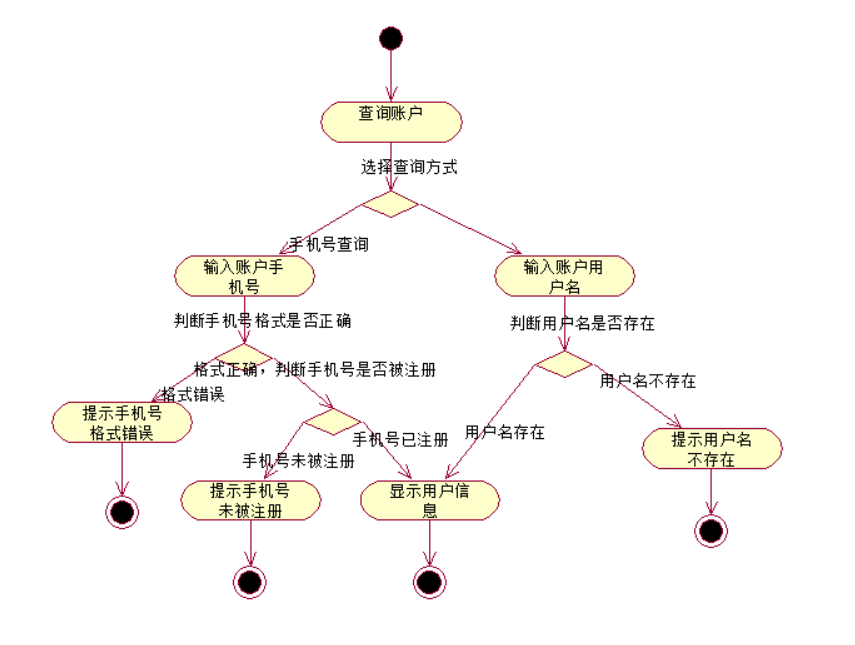 查询账户
选择查询方式
手机号查询
输入账户手
机号
输入账户用
户名
判断手机号格式是否正确
判断用户名是否存在
格式正确，判断手机号是否被注册
格式错误
用户名不存在
提示手机号
格式错误
手机号已注册
用户名存在
提示用户名
不存在
手机号未被注册
提示手机号
未被注册
显示用户信
息